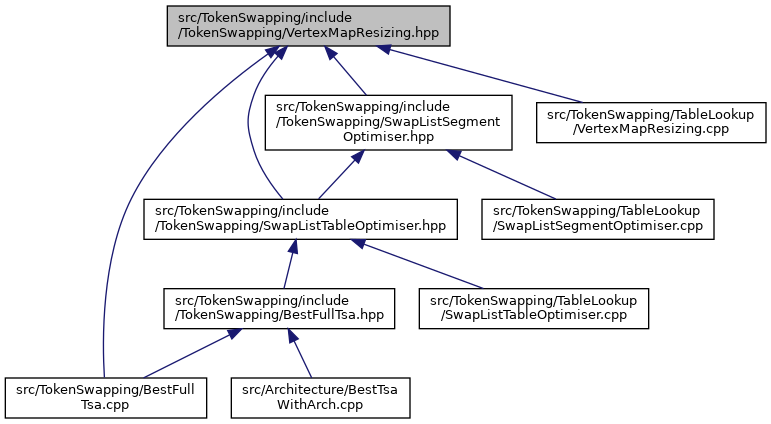 src/TokenSwapping/include
/TokenSwapping/VertexMapResizing.hpp
src/TokenSwapping/include
/TokenSwapping/SwapListSegment
Optimiser.hpp
src/TokenSwapping/TableLookup
/VertexMapResizing.cpp
src/TokenSwapping/include
/TokenSwapping/SwapListTableOptimiser.hpp
src/TokenSwapping/TableLookup
/SwapListSegmentOptimiser.cpp
src/TokenSwapping/include
/TokenSwapping/BestFullTsa.hpp
src/TokenSwapping/TableLookup
/SwapListTableOptimiser.cpp
src/TokenSwapping/BestFull
Tsa.cpp
src/Architecture/BestTsa
WithArch.cpp